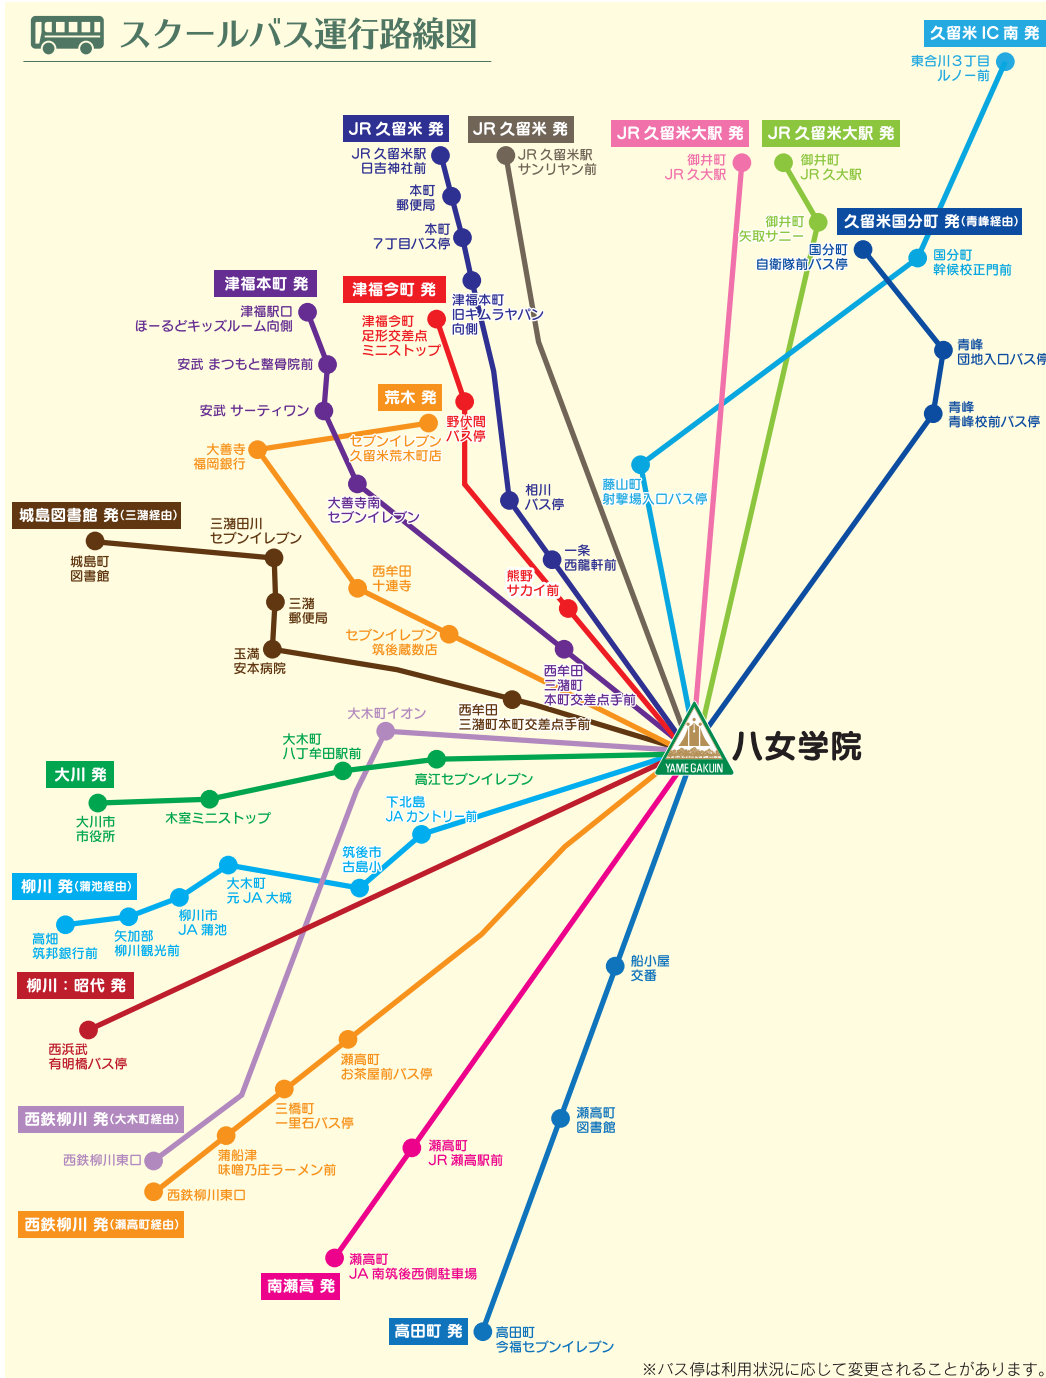 スクールバス運行路線図
久留米 IC 南 発
東合川３丁目
ルノー前
JR 久留米 発
JR 久留米駅
日吉神社前
本町
郵便局
本町
７丁目バス停
津福本町
旧キムラヤパン
向側
相川
バス停
一条
西龍軒前
JR 久留米 発
JR 久留米駅
サンリヤン前
JR 久留米大駅 発
御井町
JR 久大駅
JR 久留米大駅 発
御井町
JR 久大駅
御井町
矢取サニー
久留米国分町 発(青峰経由)
国分町
自衛隊前バス停
国分町
幹候校正門前
青峰
団地入口バス停
青峰
青峰校前バス停
藤山町
射撃場入口バス停
津福本町 発
津福駅口
ほーるどキッズルーム向側
安武 まつもと整骨院前
安武 サーティワン
大善寺南
セブンイレブン
西牟田
三潴町
本町交差点手前
津福今町 発
津福今町
足形交差点
ミニストップ
野伏間
バス停
熊野
サカイ前
荒木 発
セブンイレブン
久留米荒木町店
大善寺
福岡銀行
西牟田
十連寺
セブンイレブン
筑後蔵数店
城島図書館 発(三潴経由)
城島町
図書館
三潴田川
セブンイレブン
三潴
郵便局
玉満
安本病院
西牟田
三潴町本町交差点手前
大木町イオン
八女学院
YAME GAKUIN
大川 発
大川市
市役所
木室ミニストップ
大木町
八丁牟田駅前
高江セブンイレブン
下北島
JA カントリー前
筑後市
古島小
柳川 発(蒲池経由)
高畑
筑邦銀行前
矢加部
柳川観光前
柳川市
JA 蒲池
大木町
元 JA 大城
柳川：昭代 発
西浜武
有明橋バス停
西鉄柳川 発(大木町経由)
西鉄柳川東口
瀬高町
お茶屋前バス停
三橋町
一里石バス停
蒲船津
味増乃庄ラーメン前
西鉄柳川東口
西鉄柳川 発(瀬高町経由)
瀬高町
JR 瀬高駅前
瀬高町
JA 南筑後西側駐車場
南瀬高 発
船小屋
交番
瀬高町
図書館
高田町 発
高田町
今福セブンイレブン
※バス停は利用状況に応じて変更されることがあります。